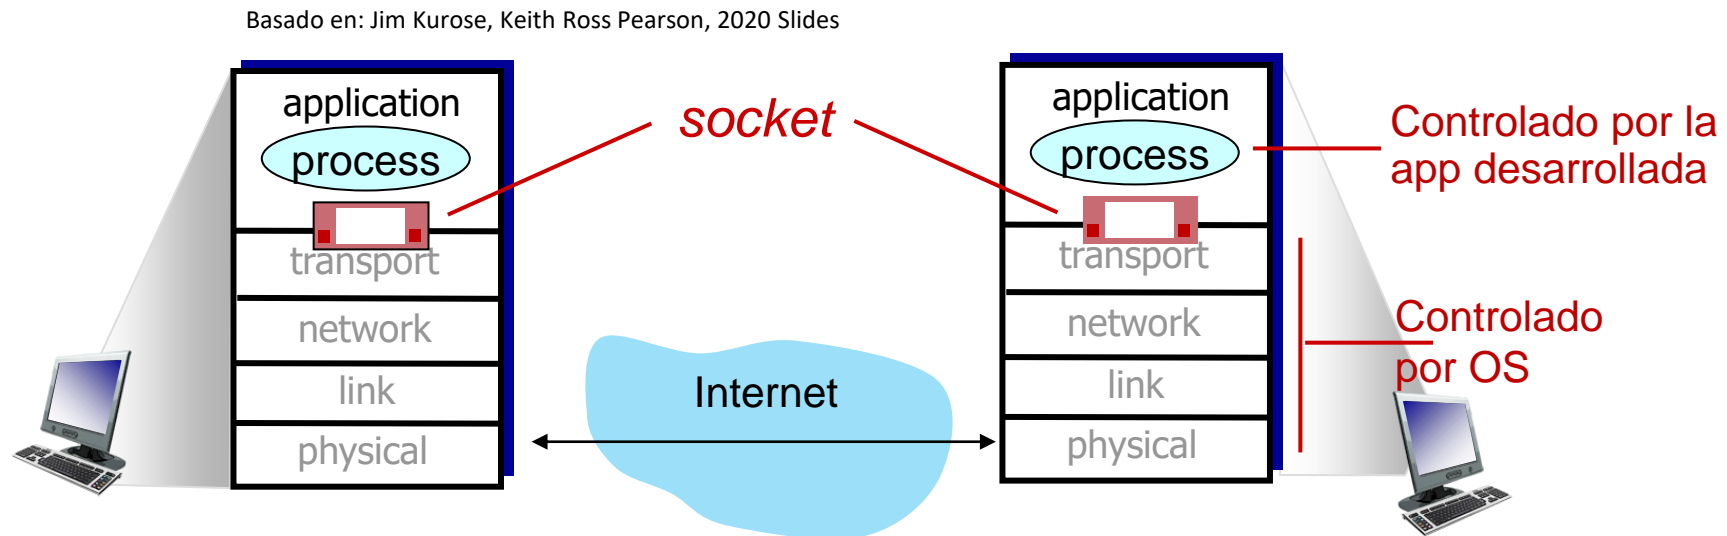 Basado en: Jim Kurose, Keith Ross Pearson, 2020 Slides
application
process
transport
network
link
physical
socket
Internet
application
process
transport
network
link
physical
Controlado por la
app desarrollada
Controlado
por OS